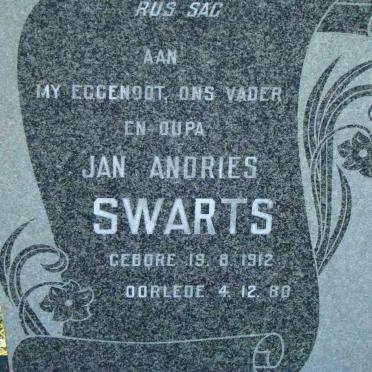 RUS SAG
AAN
MY EGGENOOT, ONS VADER
EN OUPA
JAN ANDRIES
SWARTS
GEBORE 19. 8. 1912
OORLEDE 4. 12. 80